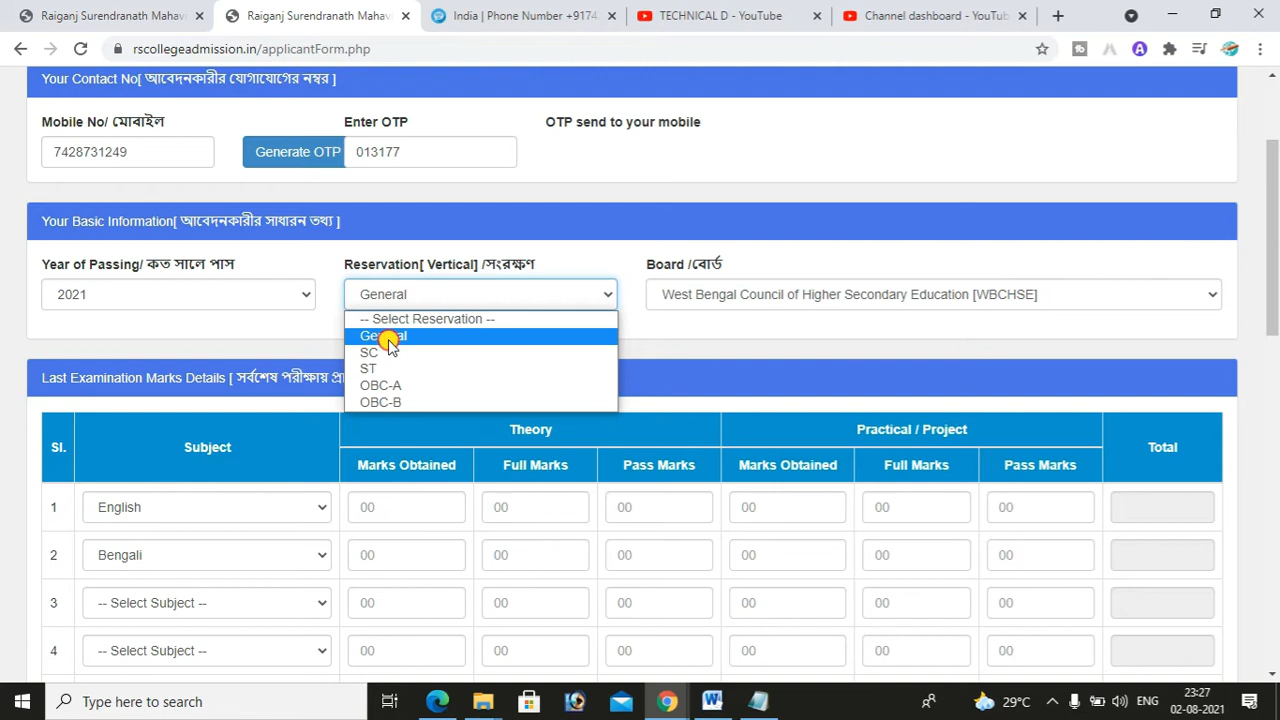 Raiganj Surendranath Mahav
Raiganj Surendranath Mahav
India | Phone Number +9174
TECHNICAL D - YouTube
Channel dashboard - YouTub
rscollegeadmission.in/applicantForm.php
Your Contact No[ আবেদনকারীর যোগাযোগের নম্বর ]
Mobile No/ মোবাইল
Enter OTP
OTP send to your mobile
7428731249
Generate OTP
013177
Your Basic Information[ আবেদনকারীর সাধারন তথ্য ]
Year of Passing/ কত সালে পাস
Reservation[ Vertical] /সংরক্ষণ
Board /বোর্ড
2021
General
West Bengal Council of Higher Secondary Education [WBCHSE]
-- Select Reservation --
General
SC
ST
OBC-A
OBC-B
Last Examination Marks Details [ সর্বশেষ পরীক্ষায়
Sl.
Subject
Theory
Practical / Project
Total
Marks Obtained
Full Marks
Pass Marks
Marks Obtained
Full Marks
Pass Marks
1 English 00 00 00 00 00 00
2 Bengali 00 00 00 00 00 00
3 -- Select Subject -- 00 00 00 00 00 00
4 -- Select Subject -- 00 00 00 00 00 00
Type here to search
29°C
ENG
23:27
02-08-2021